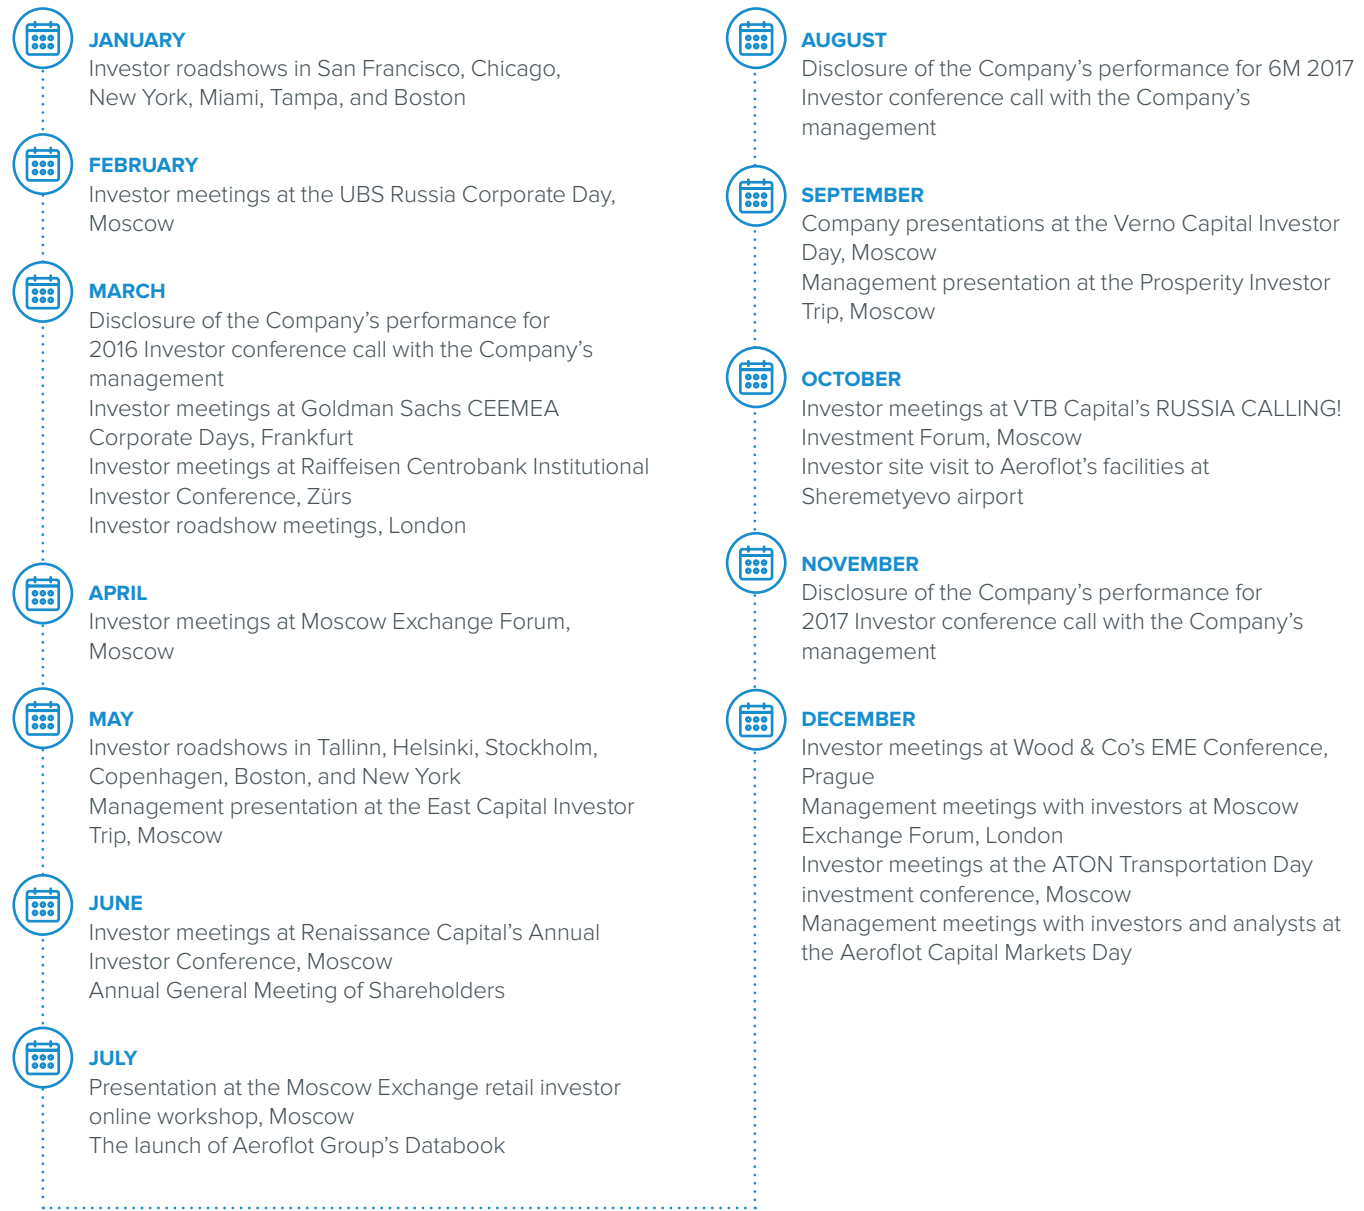 JANUARY
Investor roadshows in San Francisco, Chicago,
New York, Miami, Tampa, and Boston
FEBRUARY
Investor meetings at the UBS Russia Corporate Day,
Moscow
MARCH
Disclosure of the Company’s performance for
2016 Investor conference call with the Company’s
management
Investor meetings at Goldman Sachs CEEMEA
Corporate Days, Frankfurt
Investor meetings at Raiffeisen Centrobank Institutional
Investor Conference, Zürs
Investor roadshow meetings, London
APRIL
Investor meetings at Moscow Exchange Forum,
Moscow
MAY
Investor roadshows in Tallinn, Helsinki, Stockholm,
Copenhagen, Boston, and New York
Management presentation at the East Capital Investor
Trip, Moscow
JUNE
Investor meetings at Renaissance Capital’s Annual
Investor Conference, Moscow
Annual General Meeting of Shareholders
JULY
Presentation at the Moscow Exchange retail investor
online workshop, Moscow
The launch of Aeroflot Group’s Databook
AUGUST
Disclosure of the Company’s performance for 6M 2017
Investor conference call with the Company’s
management
SEPTEMBER
Company presentations at the Verno Capital Investor
Day, Moscow
Management presentation at the Prosperity Investor
Trip, Moscow
OCTOBER
Investor meetings at VTB Capital’s RUSSIA CALLING!
Investment Forum, Moscow
Investor site visit to Aeroflot’s facilities at
Sheremetyevo airport
NOVEMBER
Disclosure of the Company’s performance for
2017 Investor conference call with the Company’s
management
DECEMBER
Investor meetings at Wood & Co’s EME Conference,
Prague
Management meetings with investors at Moscow
Exchange Forum, London
Investor meetings at the ATON Transportation Day
investment conference, Moscow
Management meetings with investors and analysts at
the Aeroflot Capital Markets Day